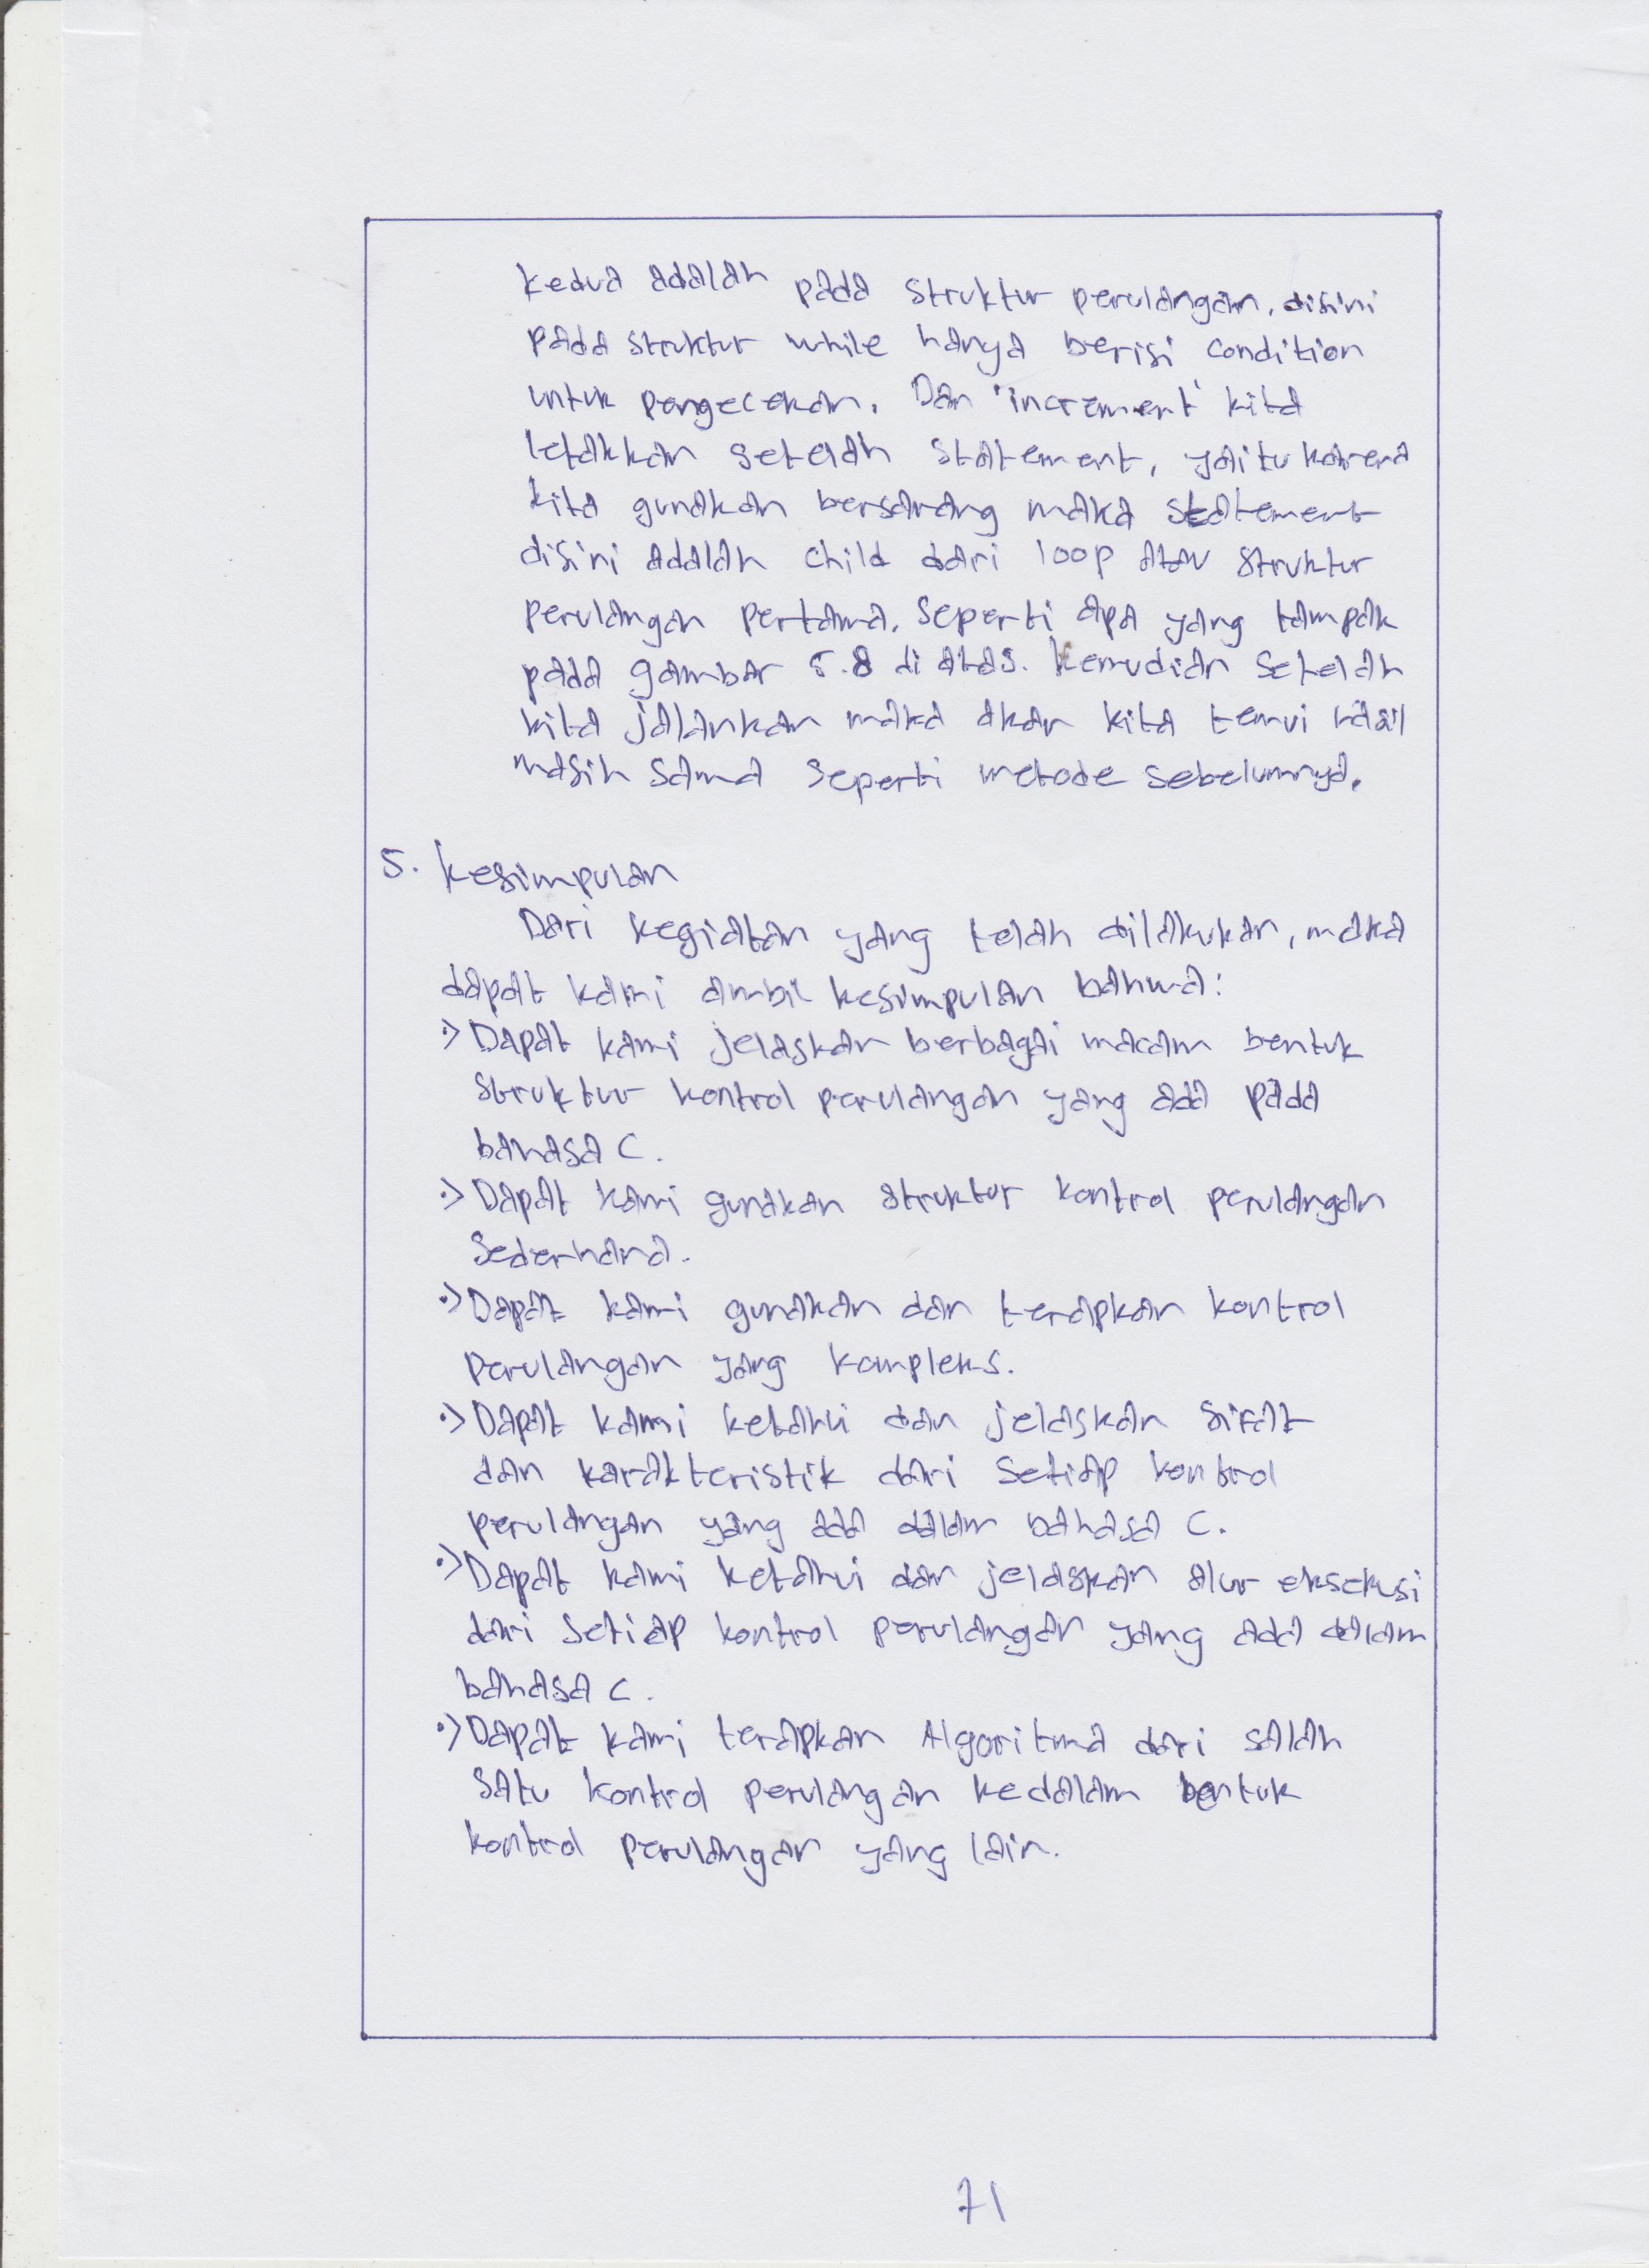 kedua adalah pada struktur perulangan, disini
pada struktur while hanya berisi condition
untuk pengecekan. Dan 'increment' kita
letakkan setelah statement, yaitu karena
kita gunakan bersarang maka statement
disini adalah child dari loop atau struktur
perulangan pertama. Seperti apa yang tampak
pada gambar 5.8 di atas. Kemudian setelah
kita jalankan maka akan kita temui hasil
masih sama seperti metode sebelumnya.
5. Kesimpulan
Dari kegiatan yang telah dilakukan, maka
dapat kami ambil kesimpulan bahwa:
·> Dapat kami jelaskan berbagai macam bentuk
struktur kontrol perulangan yang ada pada
bahasa C.
·> Dapat kami gunakan struktur kontrol perulangan
sederhana.
·> Dapat kami gunakan dan terapkan kontrol
perulangan yang kompleks.
·> Dapat kami ketahui dan jelaskan sifat
dan karakteristik dari setiap kontrol
perulangan yang ada dalam bahasa C.
·> Dapat kami ketahui dan jelaskan alur eksekusi
dari setiap kontrol perulangan yang ada dalam
bahasa C.
·> Dapat kami terapkan Algoritma dari salah
satu kontrol perulangan kedalam bentuk
kontrol perulangan yang lain.
71